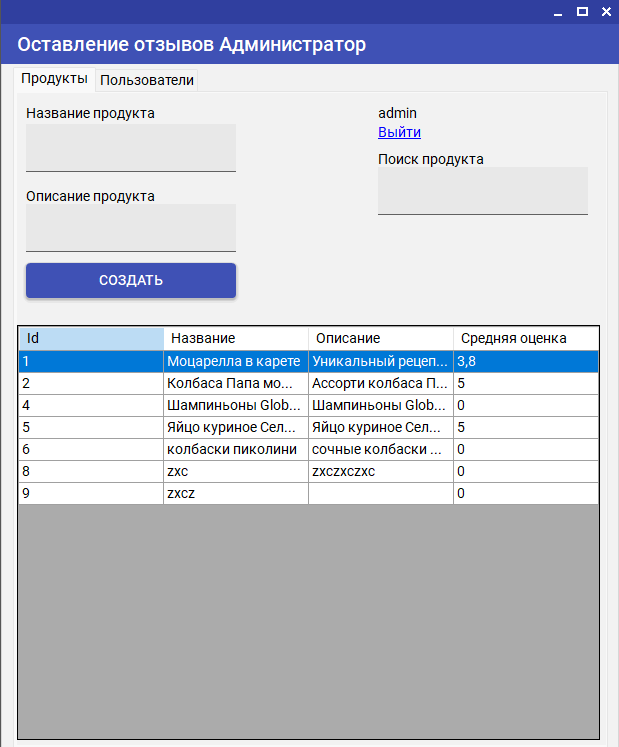 Оставление отзывов Администратор
Продукты Пользователи
Название продукта
admin
Выйти
Поиск продукта
Описание продукта
СОЗДАТЬ
Id Название Описание Средняя оценка
1 Моцарелла в карете Уникальный рецеп... 3,8
2 Колбаса Папа мо... Ассорти колбаса П... 5
4 Шампиньоны Glob... Шампиньоны Glob... 0
5 Яйцо куриное Сел... Яйцо куриное Сел... 5
6 колбаски пиколини сочные колбаски ... 0
8 zxc zxczxczxc 0
9 zxcz 0